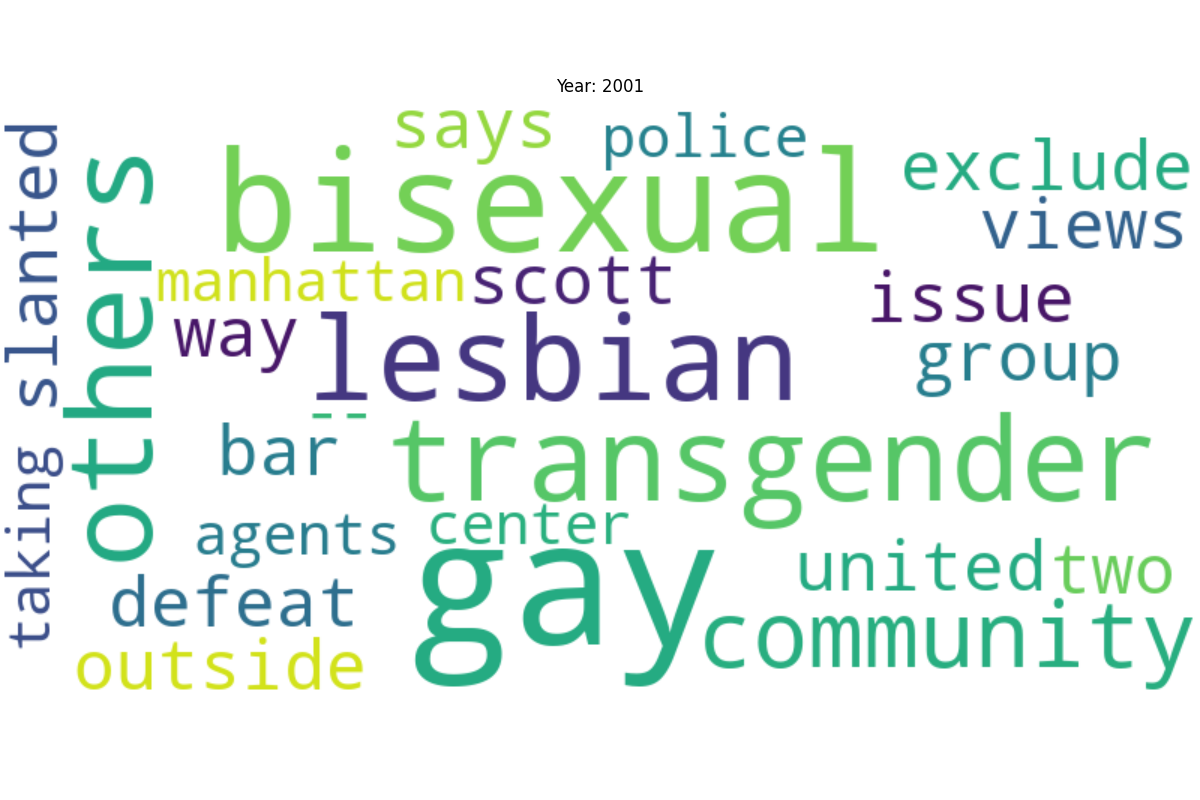 Year: 2001
says
police
exclude
bisexual
views
slanted
others
manhattan
scott
issue
way
lesbian
group
--
bar
transgender
taking
agents
center
gay
united
two
defeat
community
outside